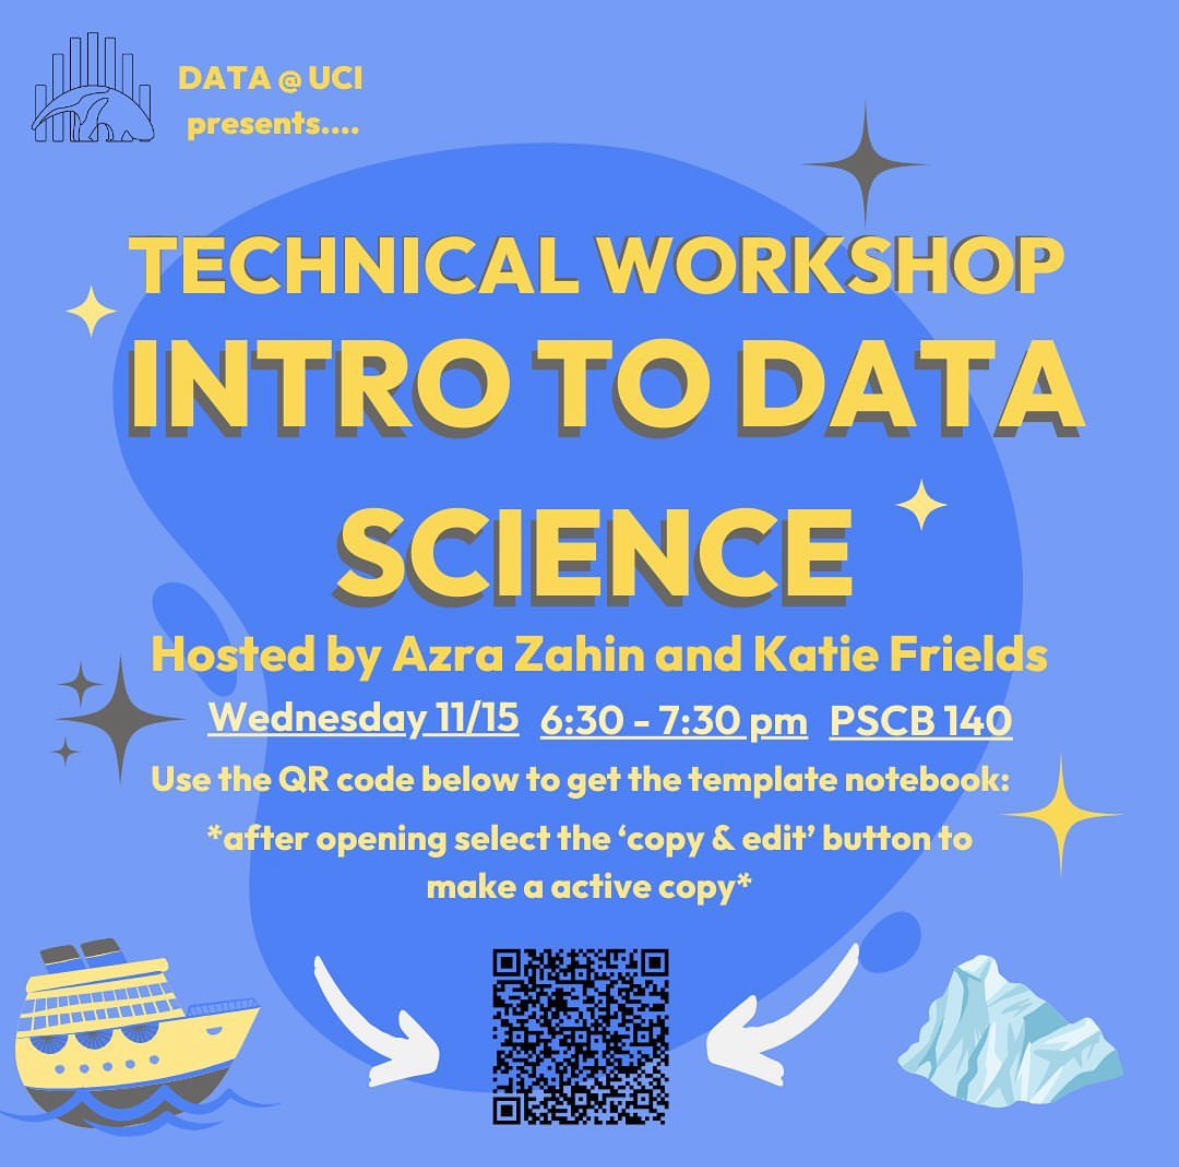 DATA @ UCI
presents....
TECHNICAL WORKSHOP
INTRO TO DATA
SCIENCE
Hosted by Azra Zahin and Katie Frields
Wednesday 11/15 6:30 - 7:30 pm PSCB 140
Use the QR code below to get the template notebook:
*after opening select the ‘copy & edit’ button to
make a active copy*